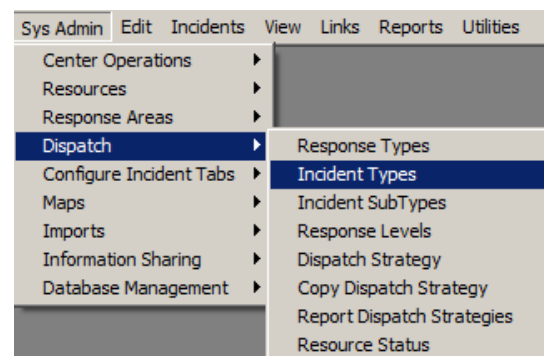 Sys Admin Edit Incidents View Links Reports Utilities
Center Operations
Resources
Response Areas
Dispatch
Configure Incident Tabs
Maps
Imports
Information Sharing
Database Management
Response Types
Incident Types
Incident SubTypes
Response Levels
Dispatch Strategy
Copy Dispatch Strategy
Report Dispatch Strategies
Resource Status